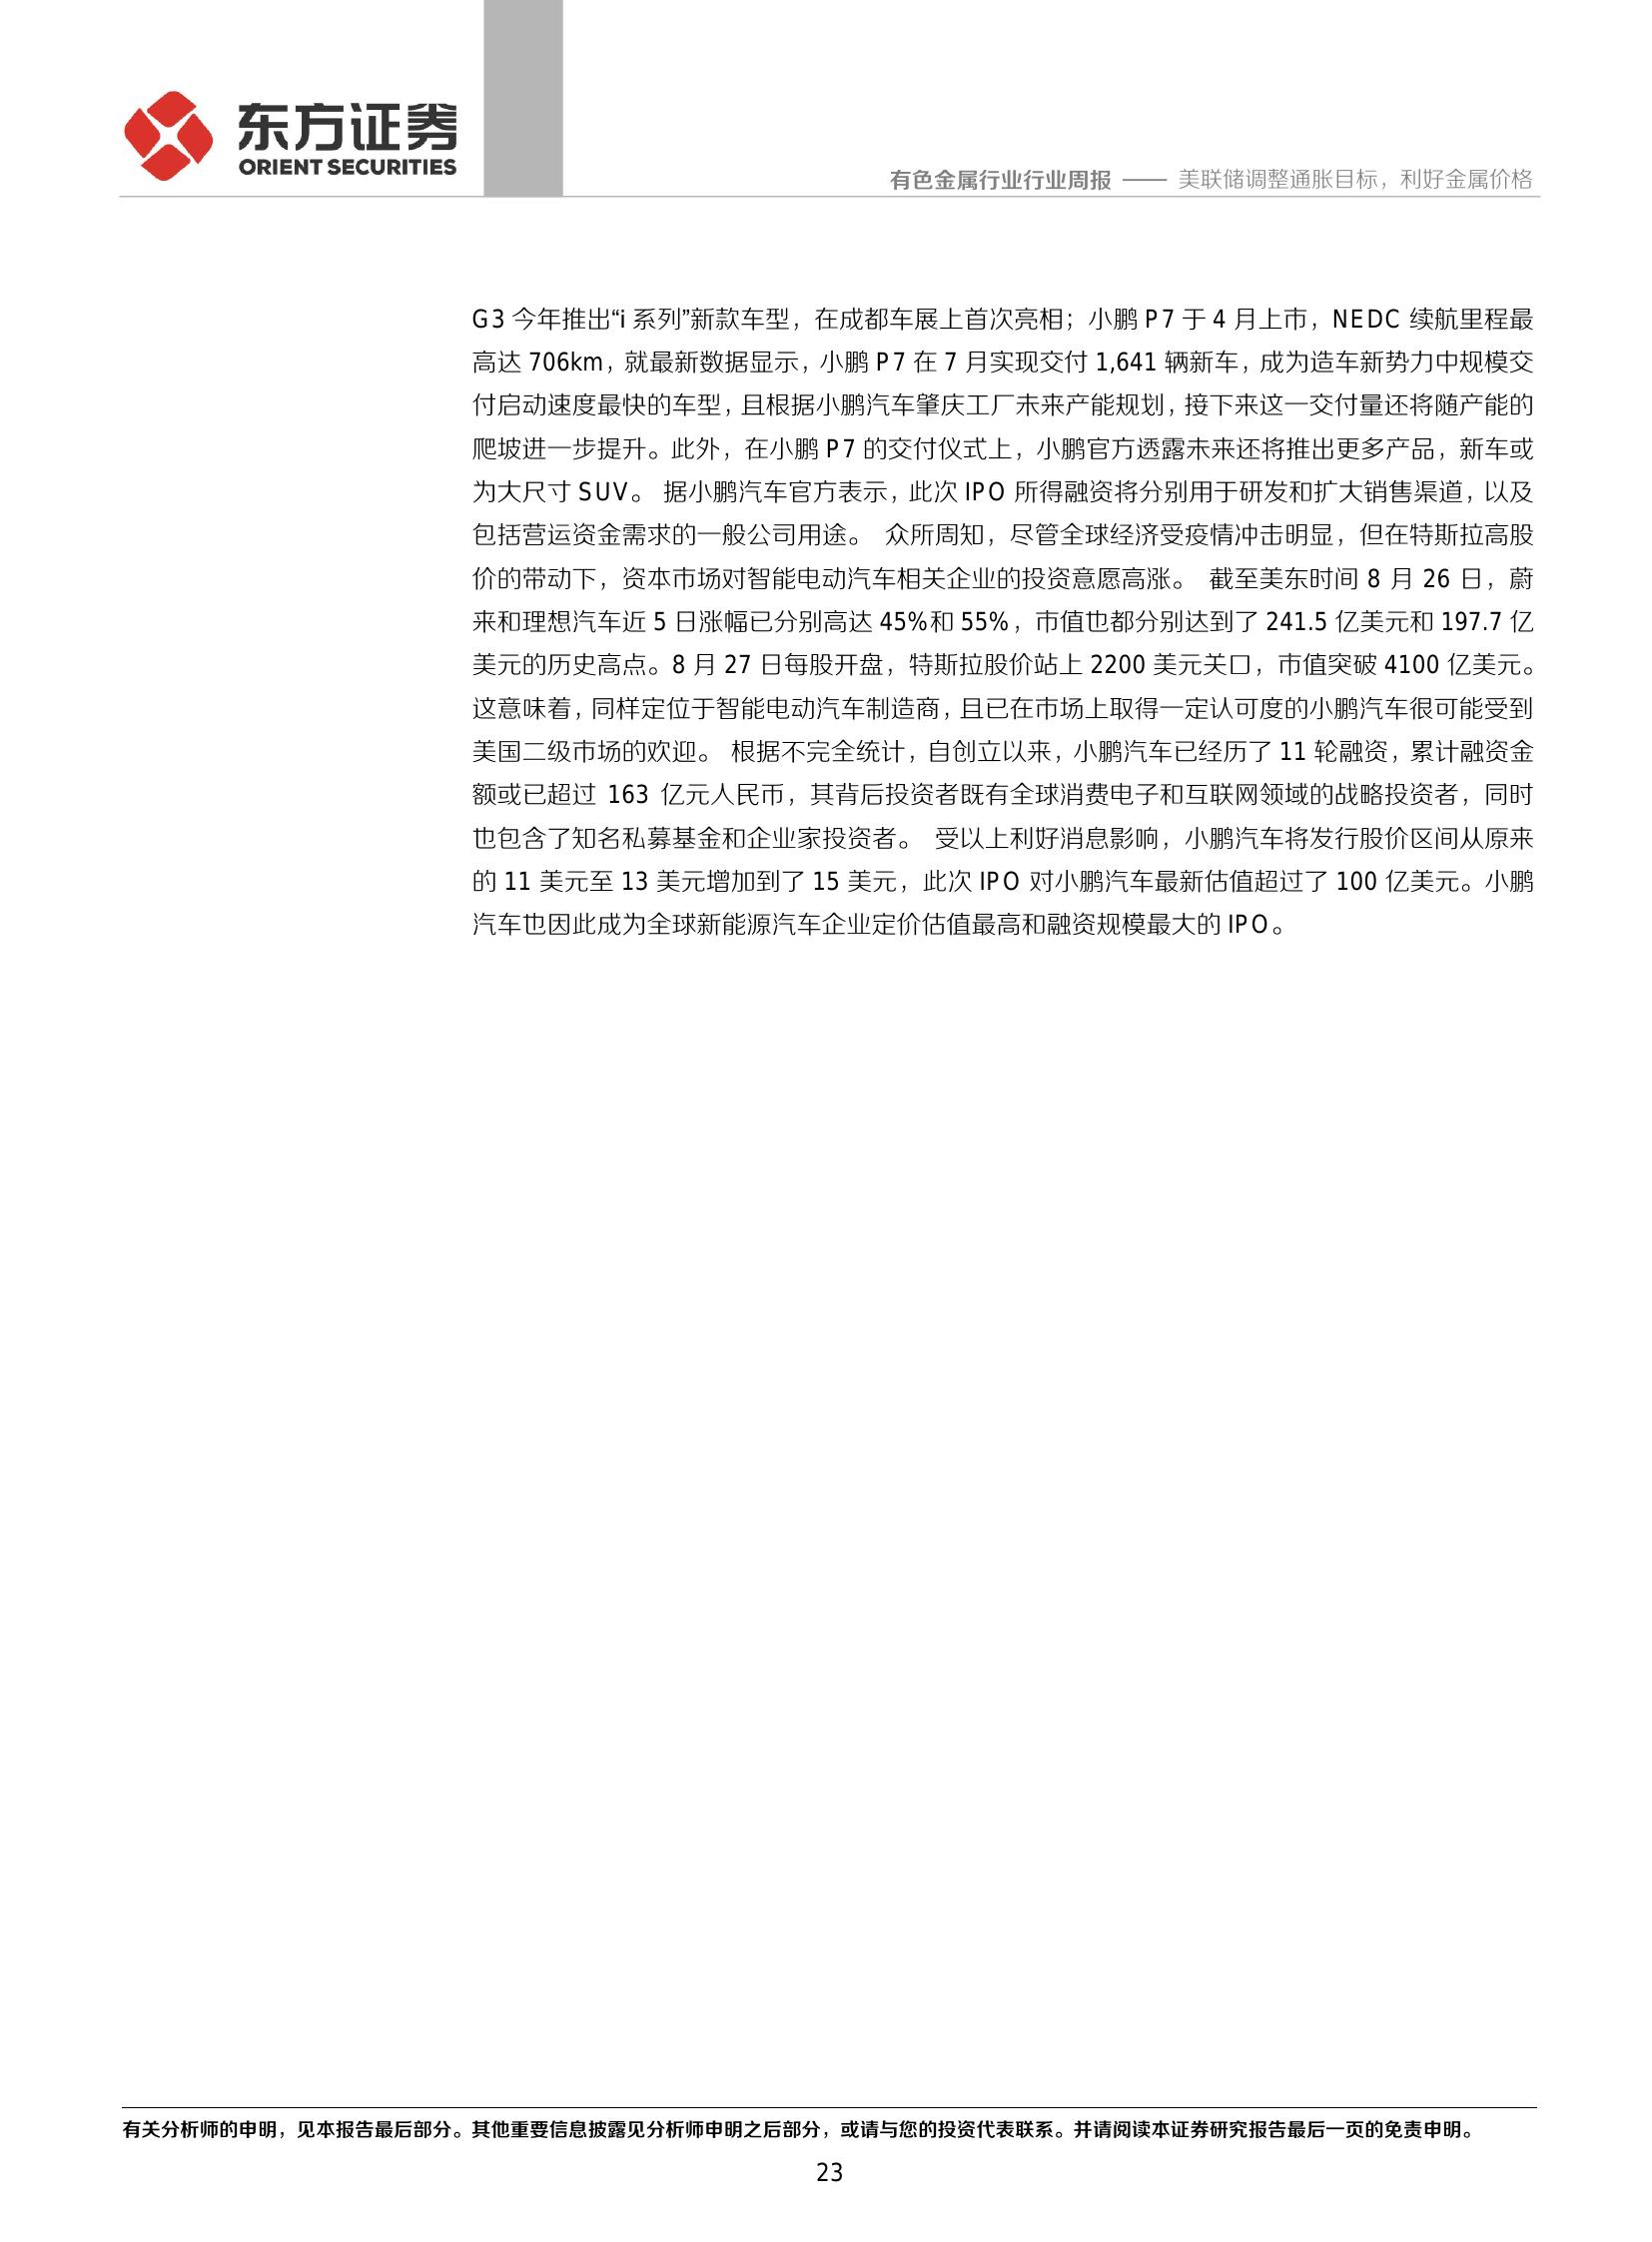 东方证券
ORIENT SECURITIES
有色金属行业行业周报 —— 美联储调整通胀目标，利好金属价格
G3 今年推出“i 系列”新款车型，在成都车展上首次亮相；小鹏 P7 于 4 月上市，NEDC 续航里程最
高达 706km，就最新数据显示，小鹏 P7 在 7 月实现交付 1,641 辆新车，成为造车新势力中规模交
付启动速度最快的车型，且根据小鹏汽车肇庆工厂未来产能规划，接下来这一交付量还将随产能的
爬坡进一步提升。此外，在小鹏 P7 的交付仪式上，小鹏官方透露未来还将推出更多产品，新车或
为大尺寸 SUV。 据小鹏汽车官方表示，此次 IPO 所得融资将分别用于研发和扩大销售渠道，以及
包括营运资金需求的一般公司用途。 众所周知，尽管全球经济受疫情冲击明显，但在特斯拉高股
价的带动下，资本市场对智能电动汽车相关企业的投资意愿高涨。 截至美东时间 8 月 26 日，蔚
来和理想汽车近 5 日涨幅已分别高达 45%和 55%，市值也都分别达到了 241.5 亿美元和 197.7 亿
美元的历史高点。8 月 27 日每股开盘，特斯拉股价站上 2200 美元关口，市值突破 4100 亿美元。
这意味着，同样定位于智能电动汽车制造商，且已在市场上取得一定认可度的小鹏汽车很可能受到
美国二级市场的欢迎。 根据不完全统计，自创立以来，小鹏汽车已经历了 11 轮融资，累计融资金
额或已超过 163 亿元人民币，其背后投资者既有全球消费电子和互联网领域的战略投资者，同时
也包含了知名私募基金和企业家投资者。 受以上利好消息影响，小鹏汽车将发行股价区间从原来
的 11 美元至 13 美元增加到了 15 美元，此次 IPO 对小鹏汽车最新估值超过了 100 亿美元。小鹏
汽车也因此成为全球新能源汽车企业定价估值最高和融资规模最大的 IPO。
有关分析师的申明，见本报告最后部分。其他重要信息披露见分析师申明之后部分，或请与您的投资代表联系。并请阅读本证券研究报告最后一页的免责申明。
23